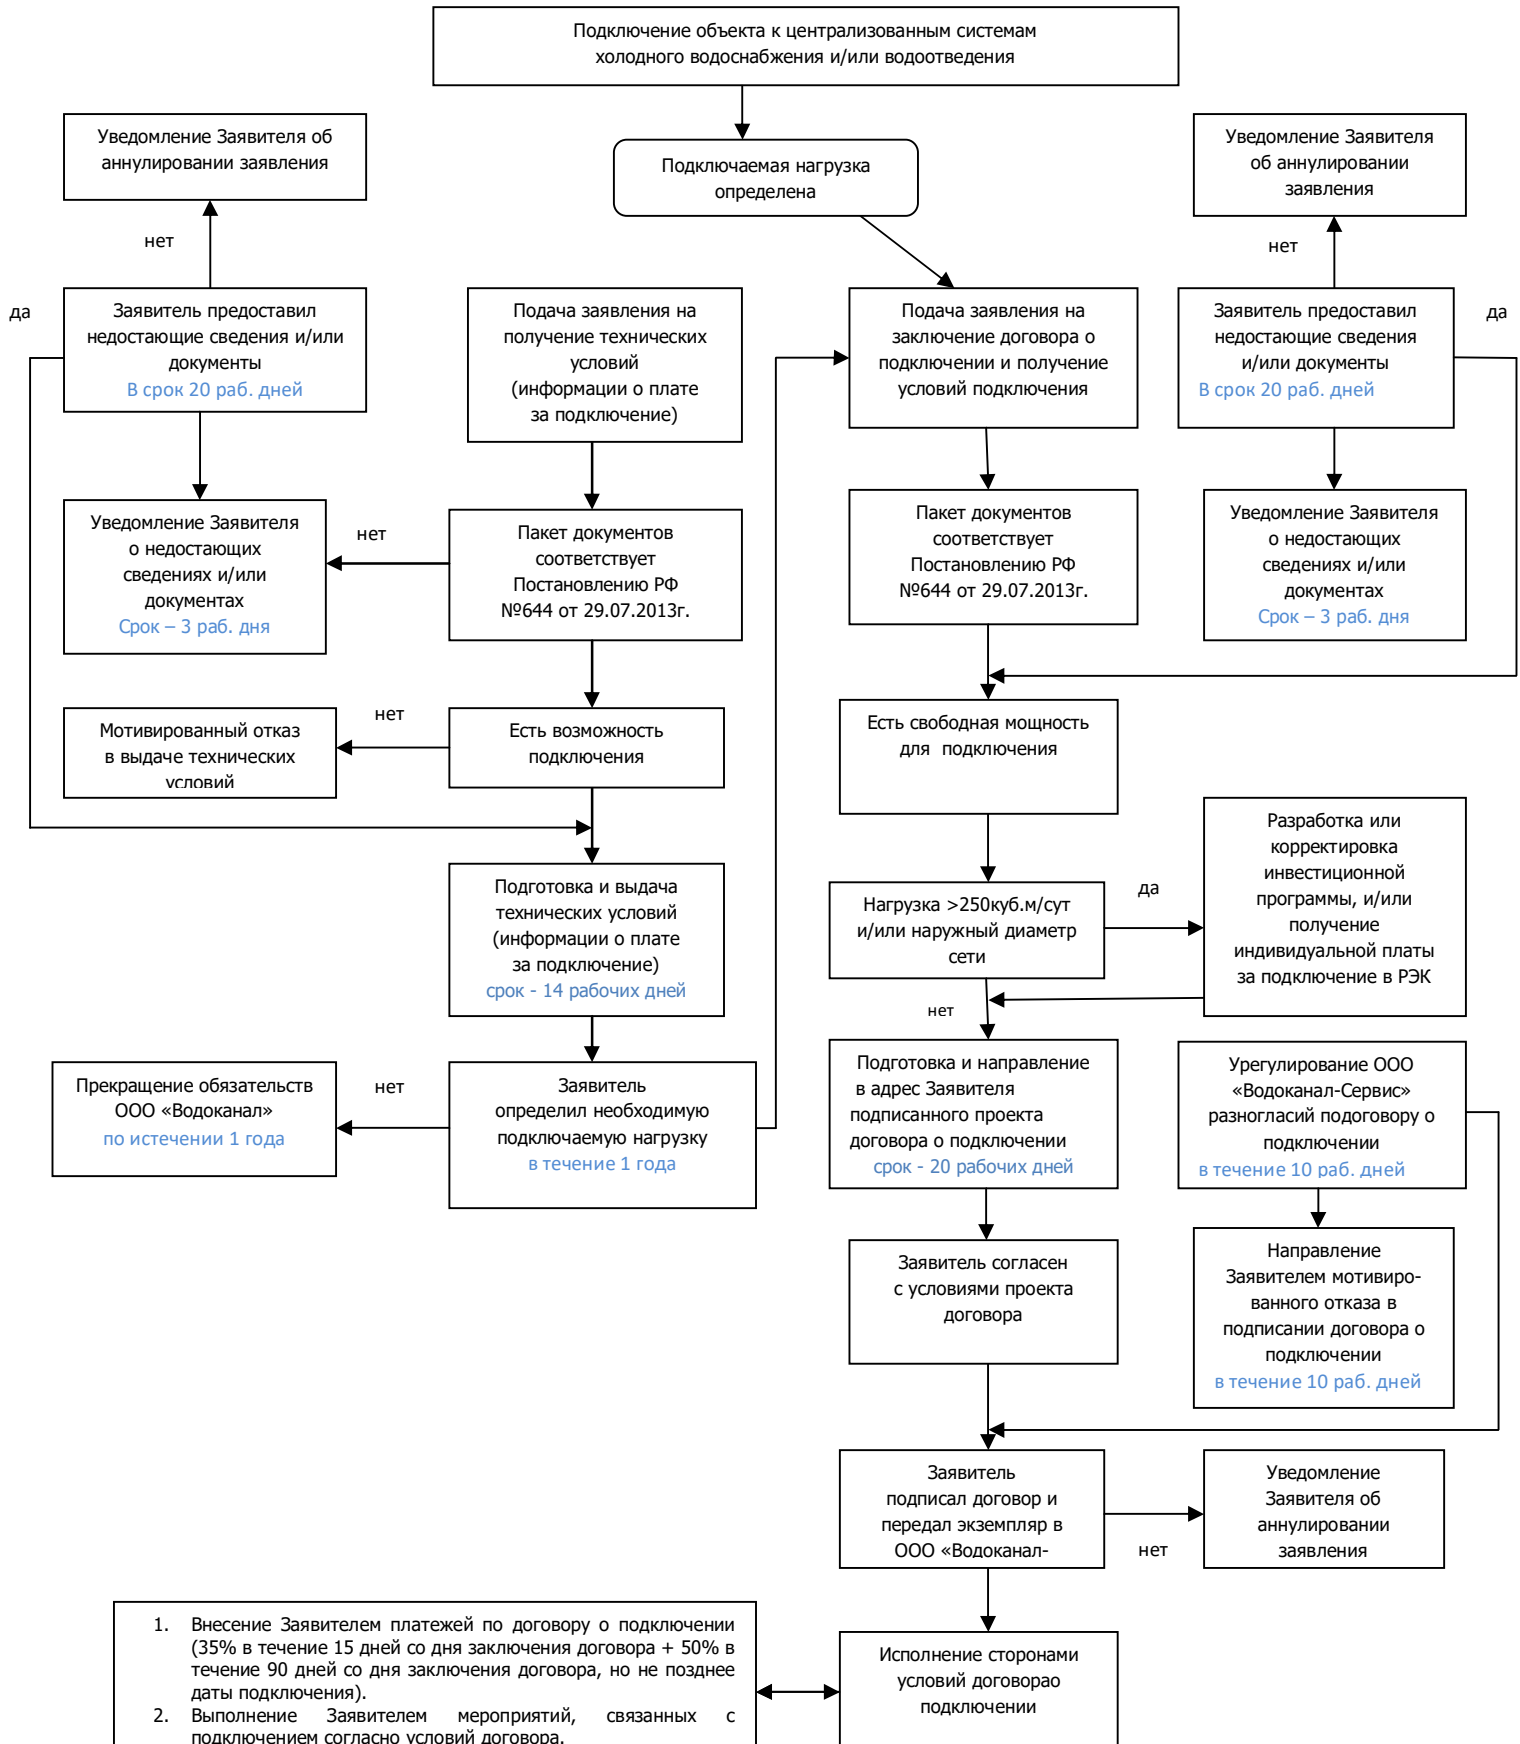 Подключение объекта к централизованным системам
холодного водоснабжения и/или водоотведения
Уведомление Заявителя об
аннулировании заявления
Подключаемая нагрузка
определена
Уведомление Заявителя
об аннулировании
заявления
нет
нет
да
Заявитель предоставил
недостающие сведения и/или
документы
В срок 20 раб. дней
Подача заявления на
получение технических
условий
(информации о плате
за подключение)
Подача заявления на
заключение договора о
подключении и получение
условий подключения
Заявитель предоставил
недостающие сведения
и/или документы
В срок 20 раб. дней
да
Уведомление Заявителя
о недостающих
сведениях и/или
документах
Срок – 3 раб. дня
нет
Пакет документов
соответствует
Постановлению РФ
№644 от 29.07.2013г.
Пакет документов
соответствует
Постановлению РФ
№644 от 29.07.2013г.
Уведомление Заявителя
о недостающих
сведениях и/или
документах
Срок – 3 раб. дня
Мотивированный отказ
в выдаче технических
условий
нет
Есть возможность
подключения
Есть свободная мощность
для подключения
Подготовка и выдача
технических условий
(информации о плате
за подключение)
срок - 14 рабочих дней
Нагрузка >250куб.м/сут
и/или наружный диаметр
сети
да
Разработка или
корректировка
инвестиционной
программы, и/или
получение
индивидуальной платы
за подключение в РЭК
нет
Прекращение обязательств
ООО «Водоканал»
по истечении 1 года
нет
Заявитель
определил необходимую
подключаемую нагрузку
в течение 1 года
Подготовка и направление
в адрес Заявителя
подписанного проекта
договора о подключении
срок - 20 рабочих дней
Урегулирование ООО
«Водоканал-Сервис»
разногласий подоговору о
подключении
в течение 10 раб. дней
Заявитель согласен
с условиями проекта
договора
Направление
Заявителем мотивиро-
ванного отказа в
подписании договора о
подключении
в течение 10 раб. дней
Заявитель
подписал договор и
передал экземпляр в
ООО «Водоканал-
нет
Уведомление
Заявителя об
аннулировании
заявления
1. Внесение Заявителем платежей по договору о подключении
(35% в течение 15 дней со дня заключения договора + 50% в
течение 90 дней со дня заключения договора, но не позднее
даты подключения).
2. Выполнение Заявителем мероприятий, связанных с
подключением согласно условий договора.
Исполнение сторонами
условий договорао
подключении